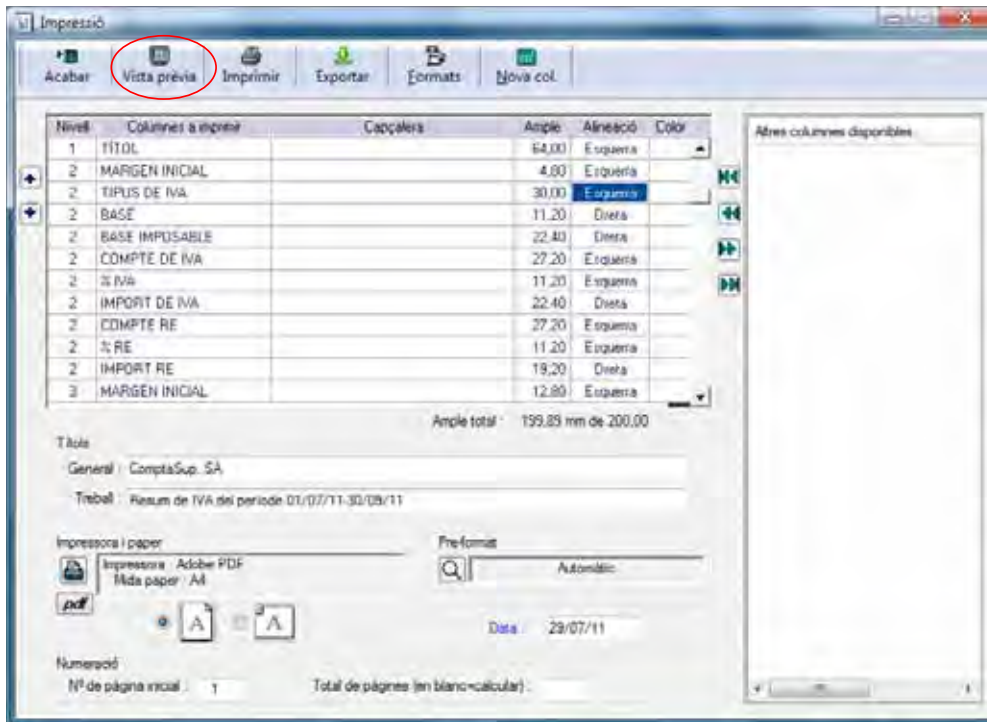 Impressió
Acabar Vista prèvia Imprimir Exportar Formats Nova col.
Nivell Columnes a imprimir Capçalera Ample Alineació Color Altres columnes disponibles
1 TÍTOL 64,00 Esquerra
2 MARGEN INICIAL 4,80 Esquerra
2 TIPUS DE IVA 30,00 Esquerra
2 BASE 11,20 Dreta
2 BASE IMPOSABLE 22,40 Dreta
2 COMPTE DE IVA 27,20 Esquerra
2 % IVA 11,20 Esquerra
2 IMPORT DE IVA 22,40 Dreta
2 COMPTE RE 27,20 Esquerra
2 % RE 11,20 Esquerra
2 IMPORT RE 19,20 Dreta
3 MARGEN INICIAL 12,80 Esquerra
Ample total : 199,89 mm de 200,00
Títols
General : ComptaSup. SA
Treball : Resum de IVA del període 01/07/11-30/09/11
Impressora i paper Pre-format
Impressora : Adobe PDF Automàtic
Mida paper : A4
pdf
A A
Data : 29/07/11
Numeració
Nº de pàgina inicial : 1 Total de pàgines (en blanc=calcular) :